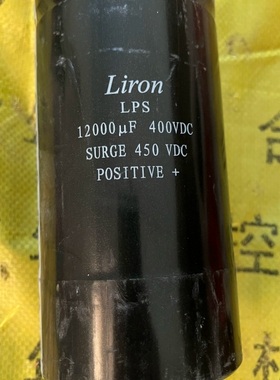 Liron
LPS
12000μF 400VDC
SURGE 450 VDC
POSITIVE +